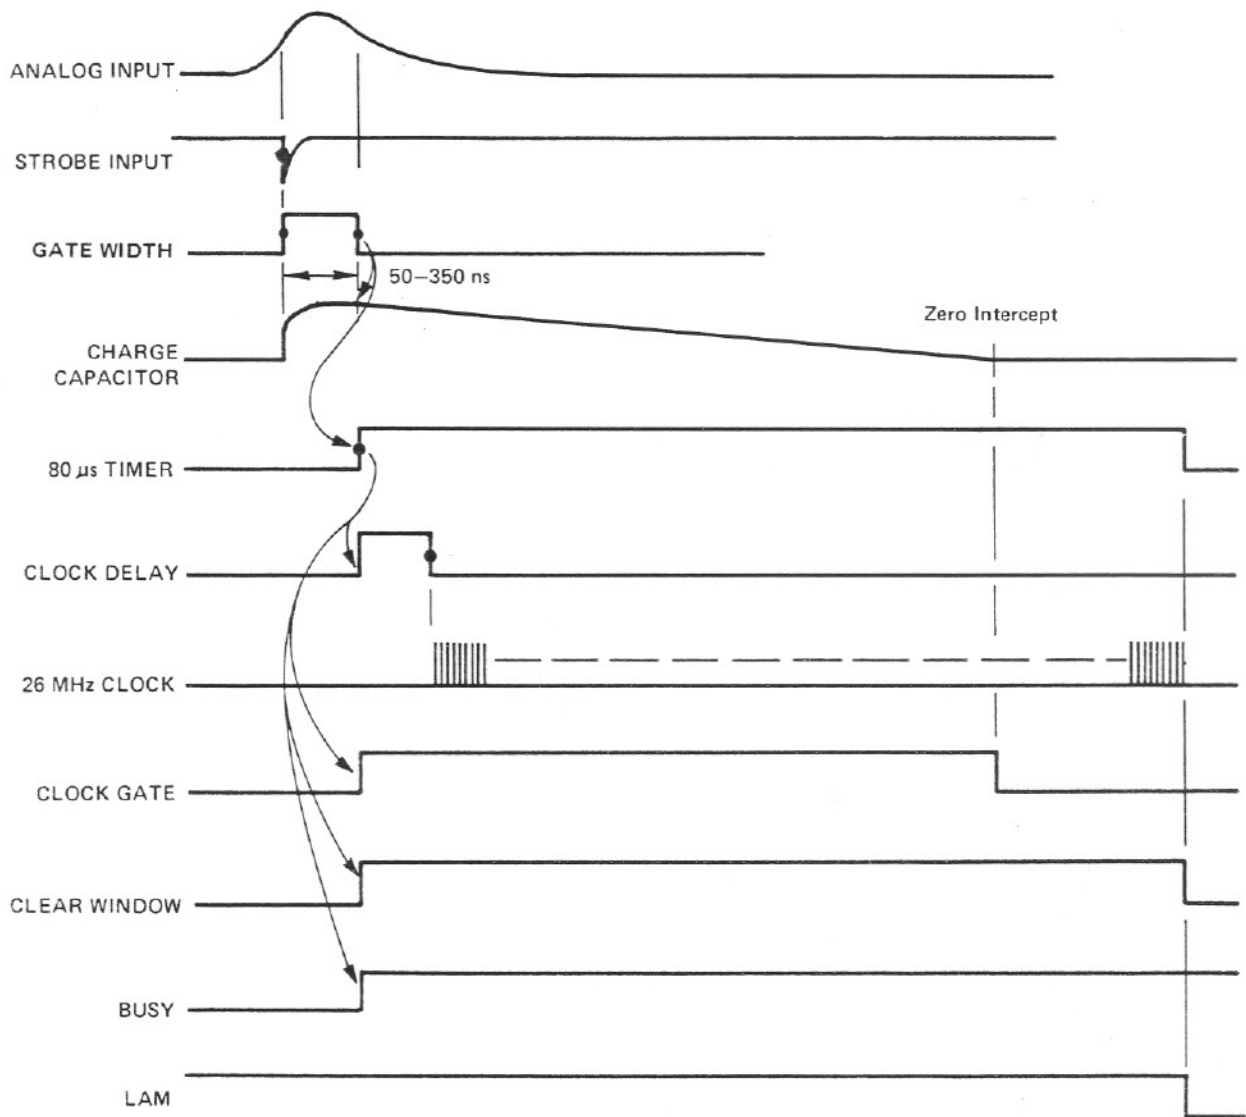 ANALOG INPUT
STROBE INPUT
GATE WIDTH
50–350 ns
Zero Intercept
CHARGE
CAPACITOR
80 µs TIMER
CLOCK DELAY
26 MHz CLOCK
CLOCK GATE
CLEAR WINDOW
BUSY
LAM